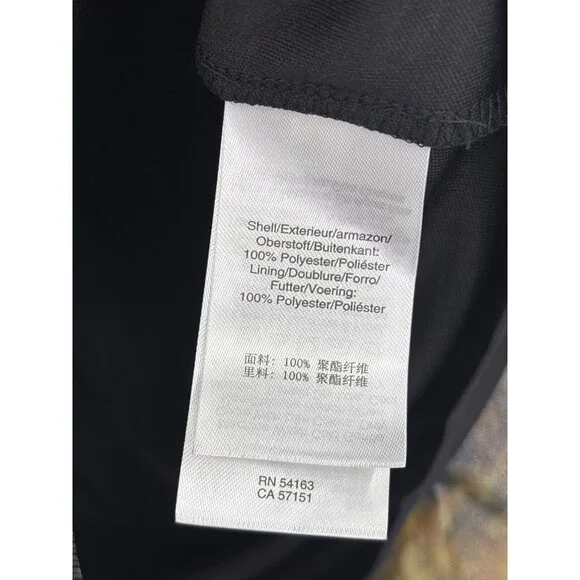 Shell/Exterieur/armazon/
Oberstoff/Buitenkant:
100% Polyester/Poliéster
Lining/Doublure/Forro/
Futter/Voering:
100% Polyester/Poliéster
面料: 100% 聚酯纤维
里料: 100% 聚酯纤维
RN 54163
CA 57151